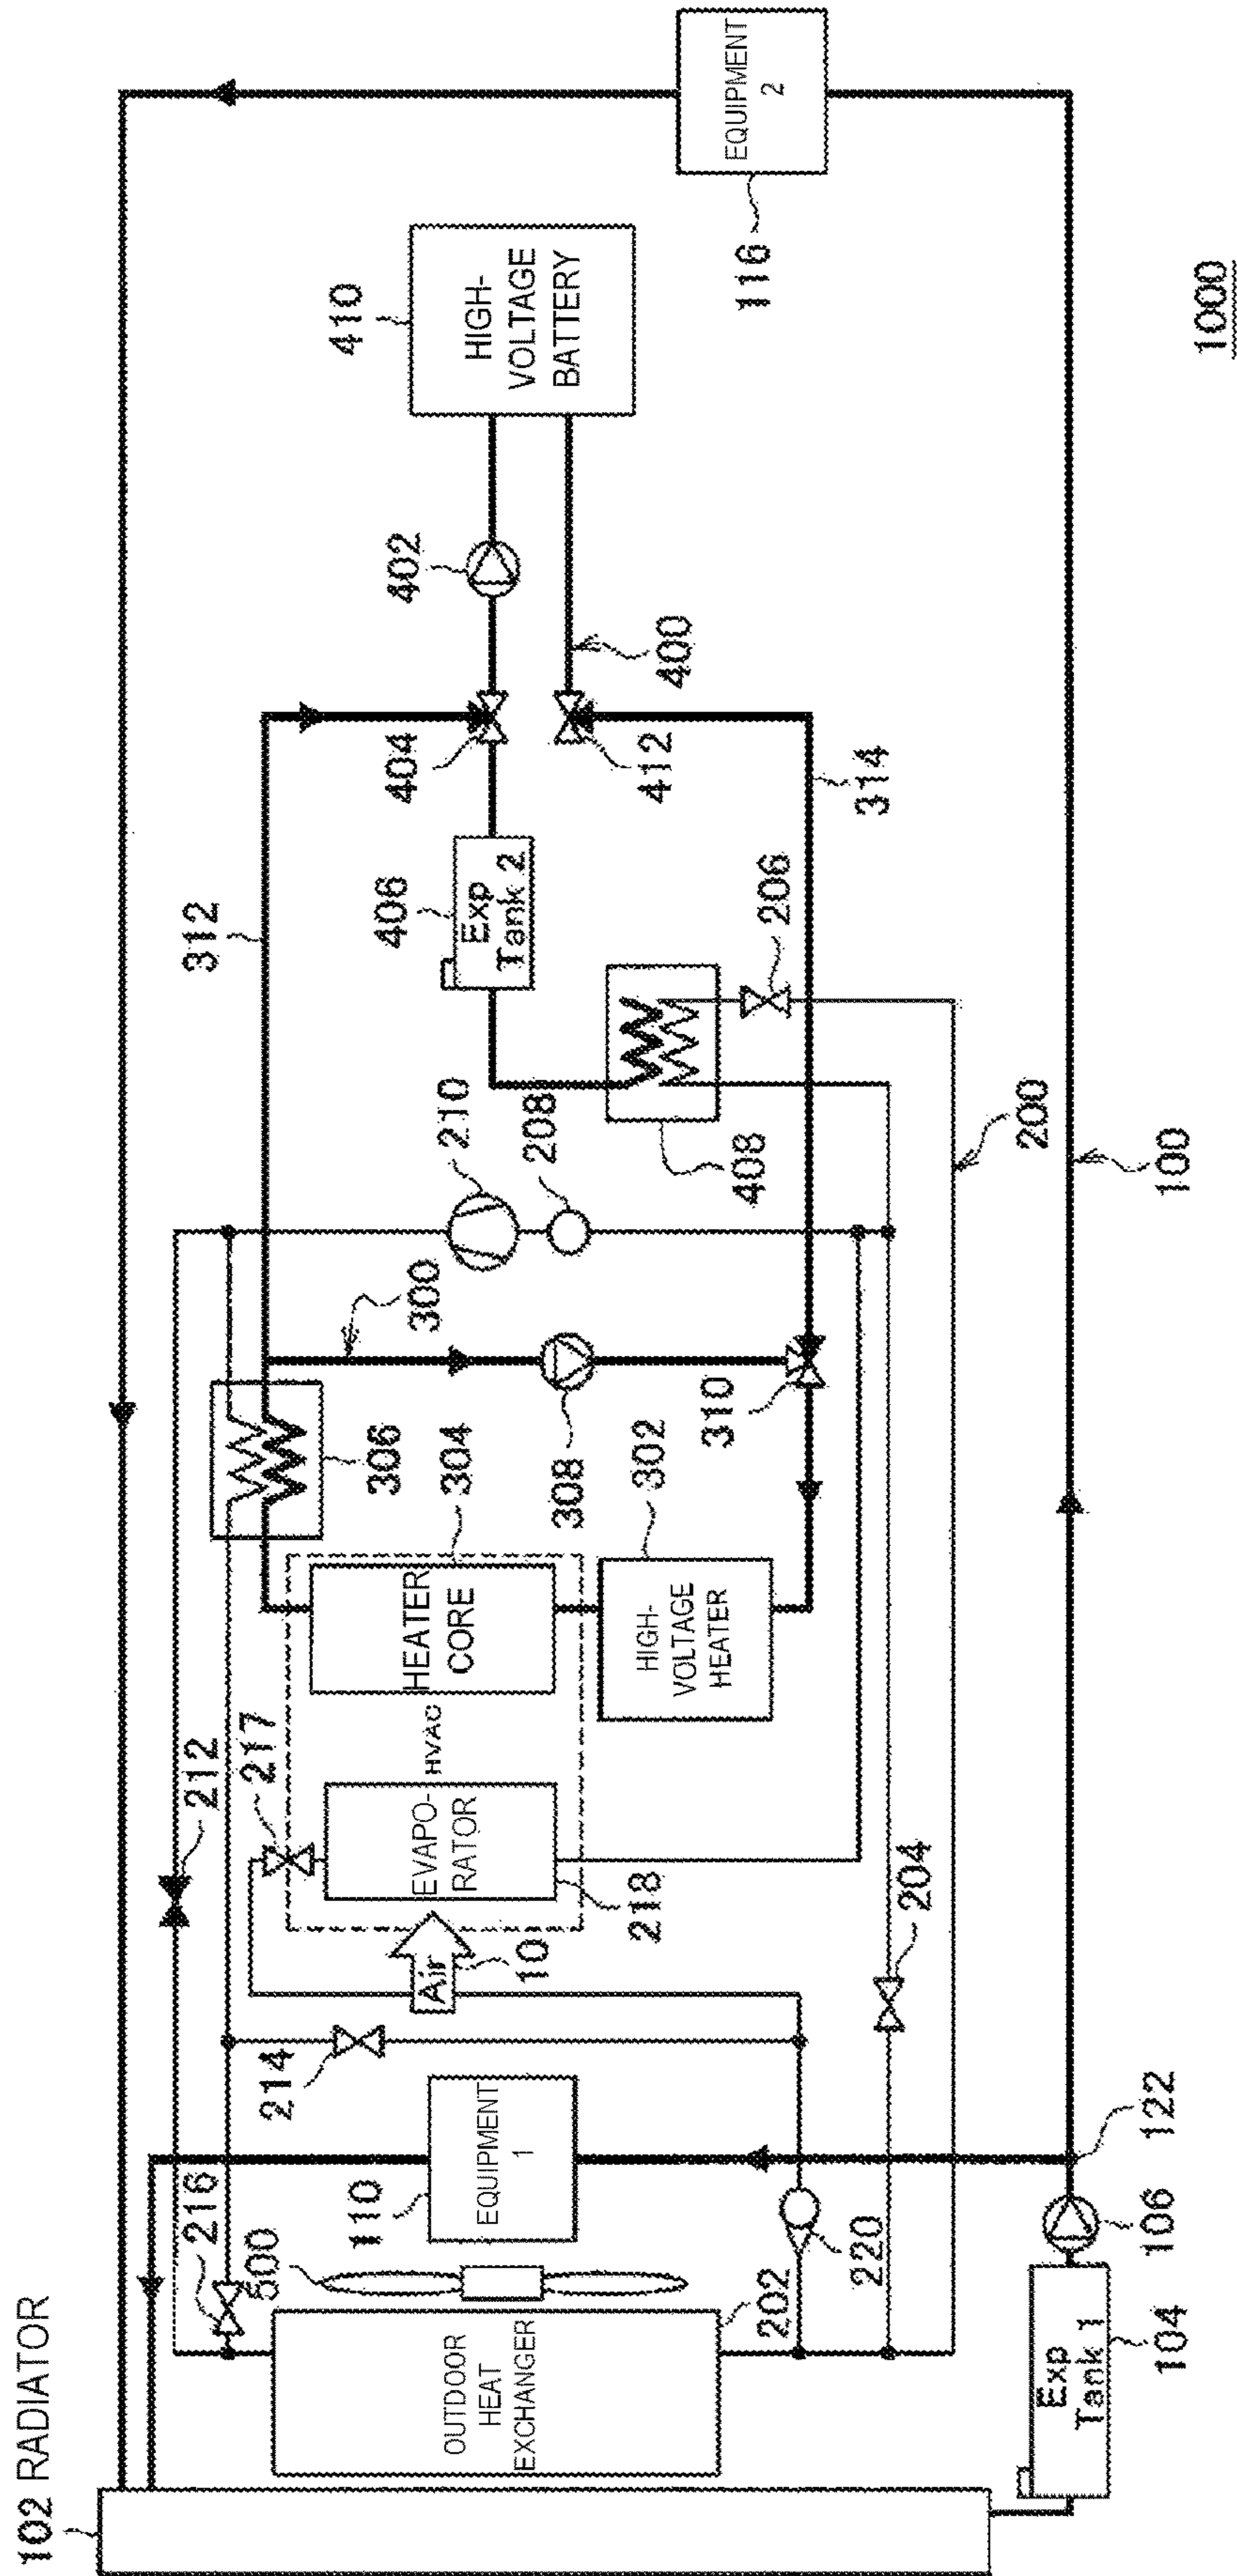 102 RADIATOR
OUTDOOR
HEAT
EXCHANGER
202
500
216
110
EQUIPMENT
1
220
Exp
Tank 1
104
106
122
214
204
Air
10
212
217
EVAPO-
RATOR
218
HVAC
HEATER
CORE
304
HIGH-
VOLTAGE
HEATER
302
306
308
310
300
210
208
408
200
100
312
406
Exp
Tank 2
206
314
404
412
402
400
410
HIGH-
VOLTAGE
BATTERY
EQUIPMENT
2
116
1000